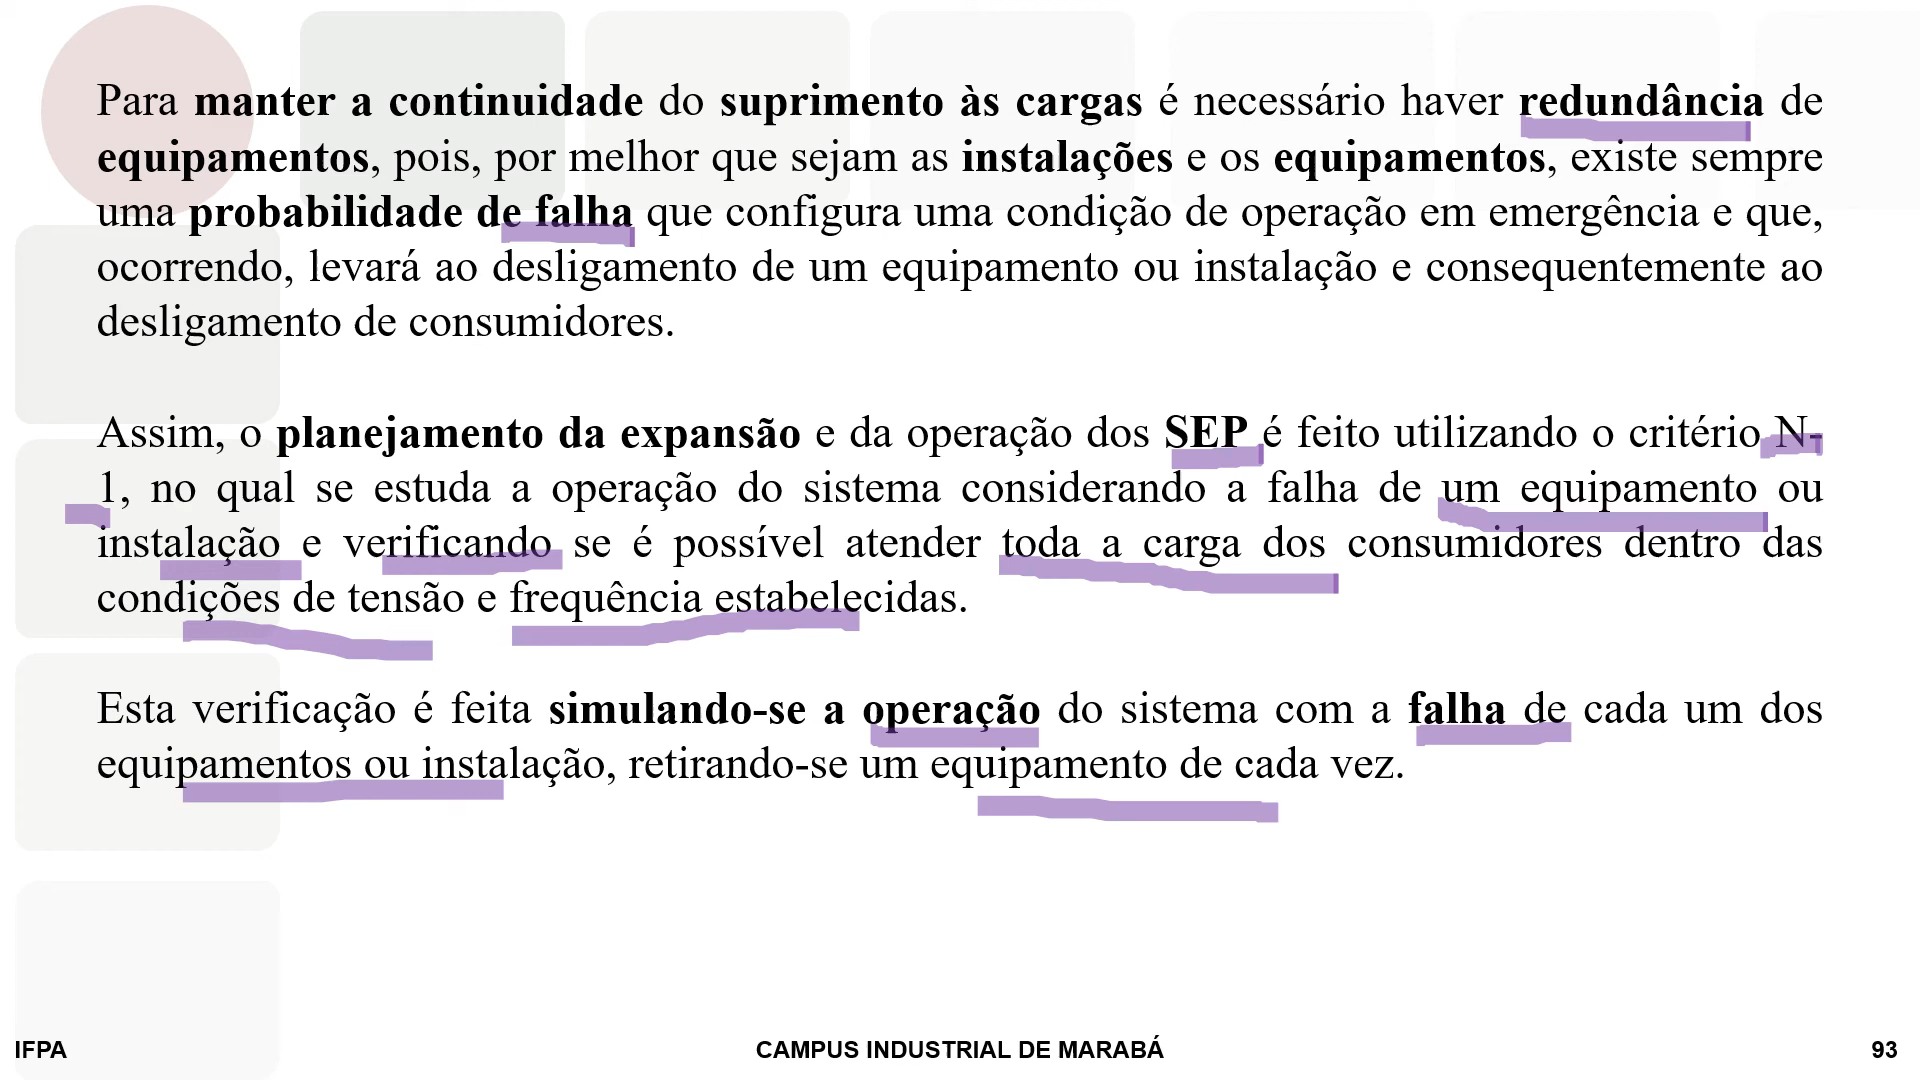 Para manter a continuidade do suprimento às cargas é necessário haver redundância de
equipamentos, pois, por melhor que sejam as instalações e os equipamentos, existe sempre
uma probabilidade de falha que configura uma condição de operação em emergência e que,
ocorrendo, levará ao desligamento de um equipamento ou instalação e consequentemente ao
desligamento de consumidores.
Assim, o planejamento da expansão e da operação dos SEP é feito utilizando o critério N-
1, no qual se estuda a operação do sistema considerando a falha de um equipamento ou
instalação e verificando se é possível atender toda a carga dos consumidores dentro das
condições de tensão e frequência estabelecidas.
Esta verificação é feita simulando-se a operação do sistema com a falha de cada um dos
equipamentos ou instalação, retirando-se um equipamento de cada vez.
IFPA
CAMPUS INDUSTRIAL DE MARABÁ
93